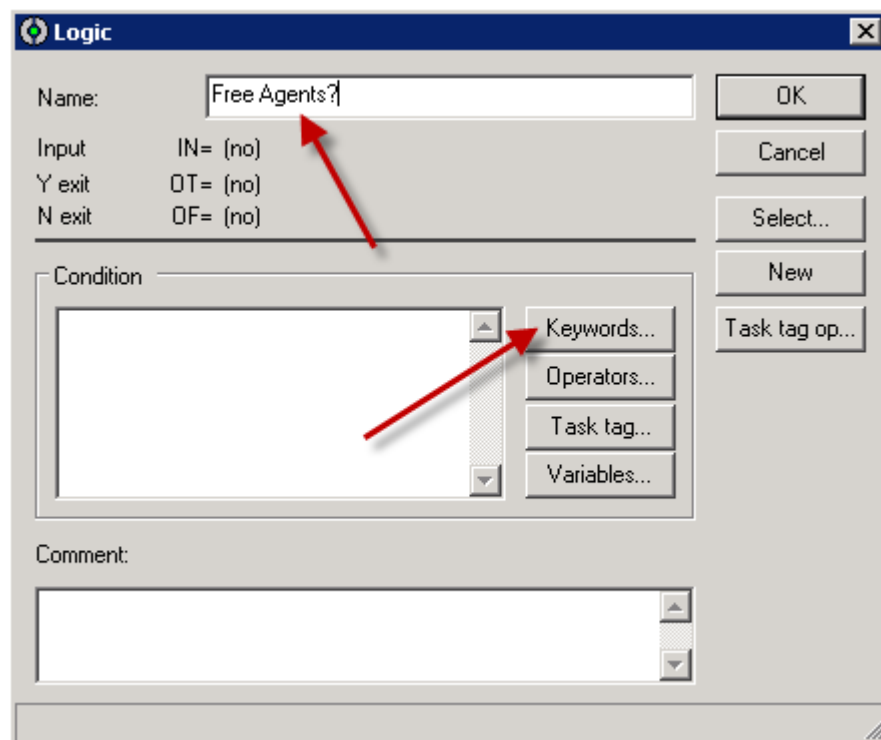 Logic
Name: Free Agents? OK
Input IN= (no) Cancel
Y exit OT= (no)
N exit OF= (no) Select...
Condition New
Keywords... Task tag op...
Operators...
Task tag...
Variables...
Comment: